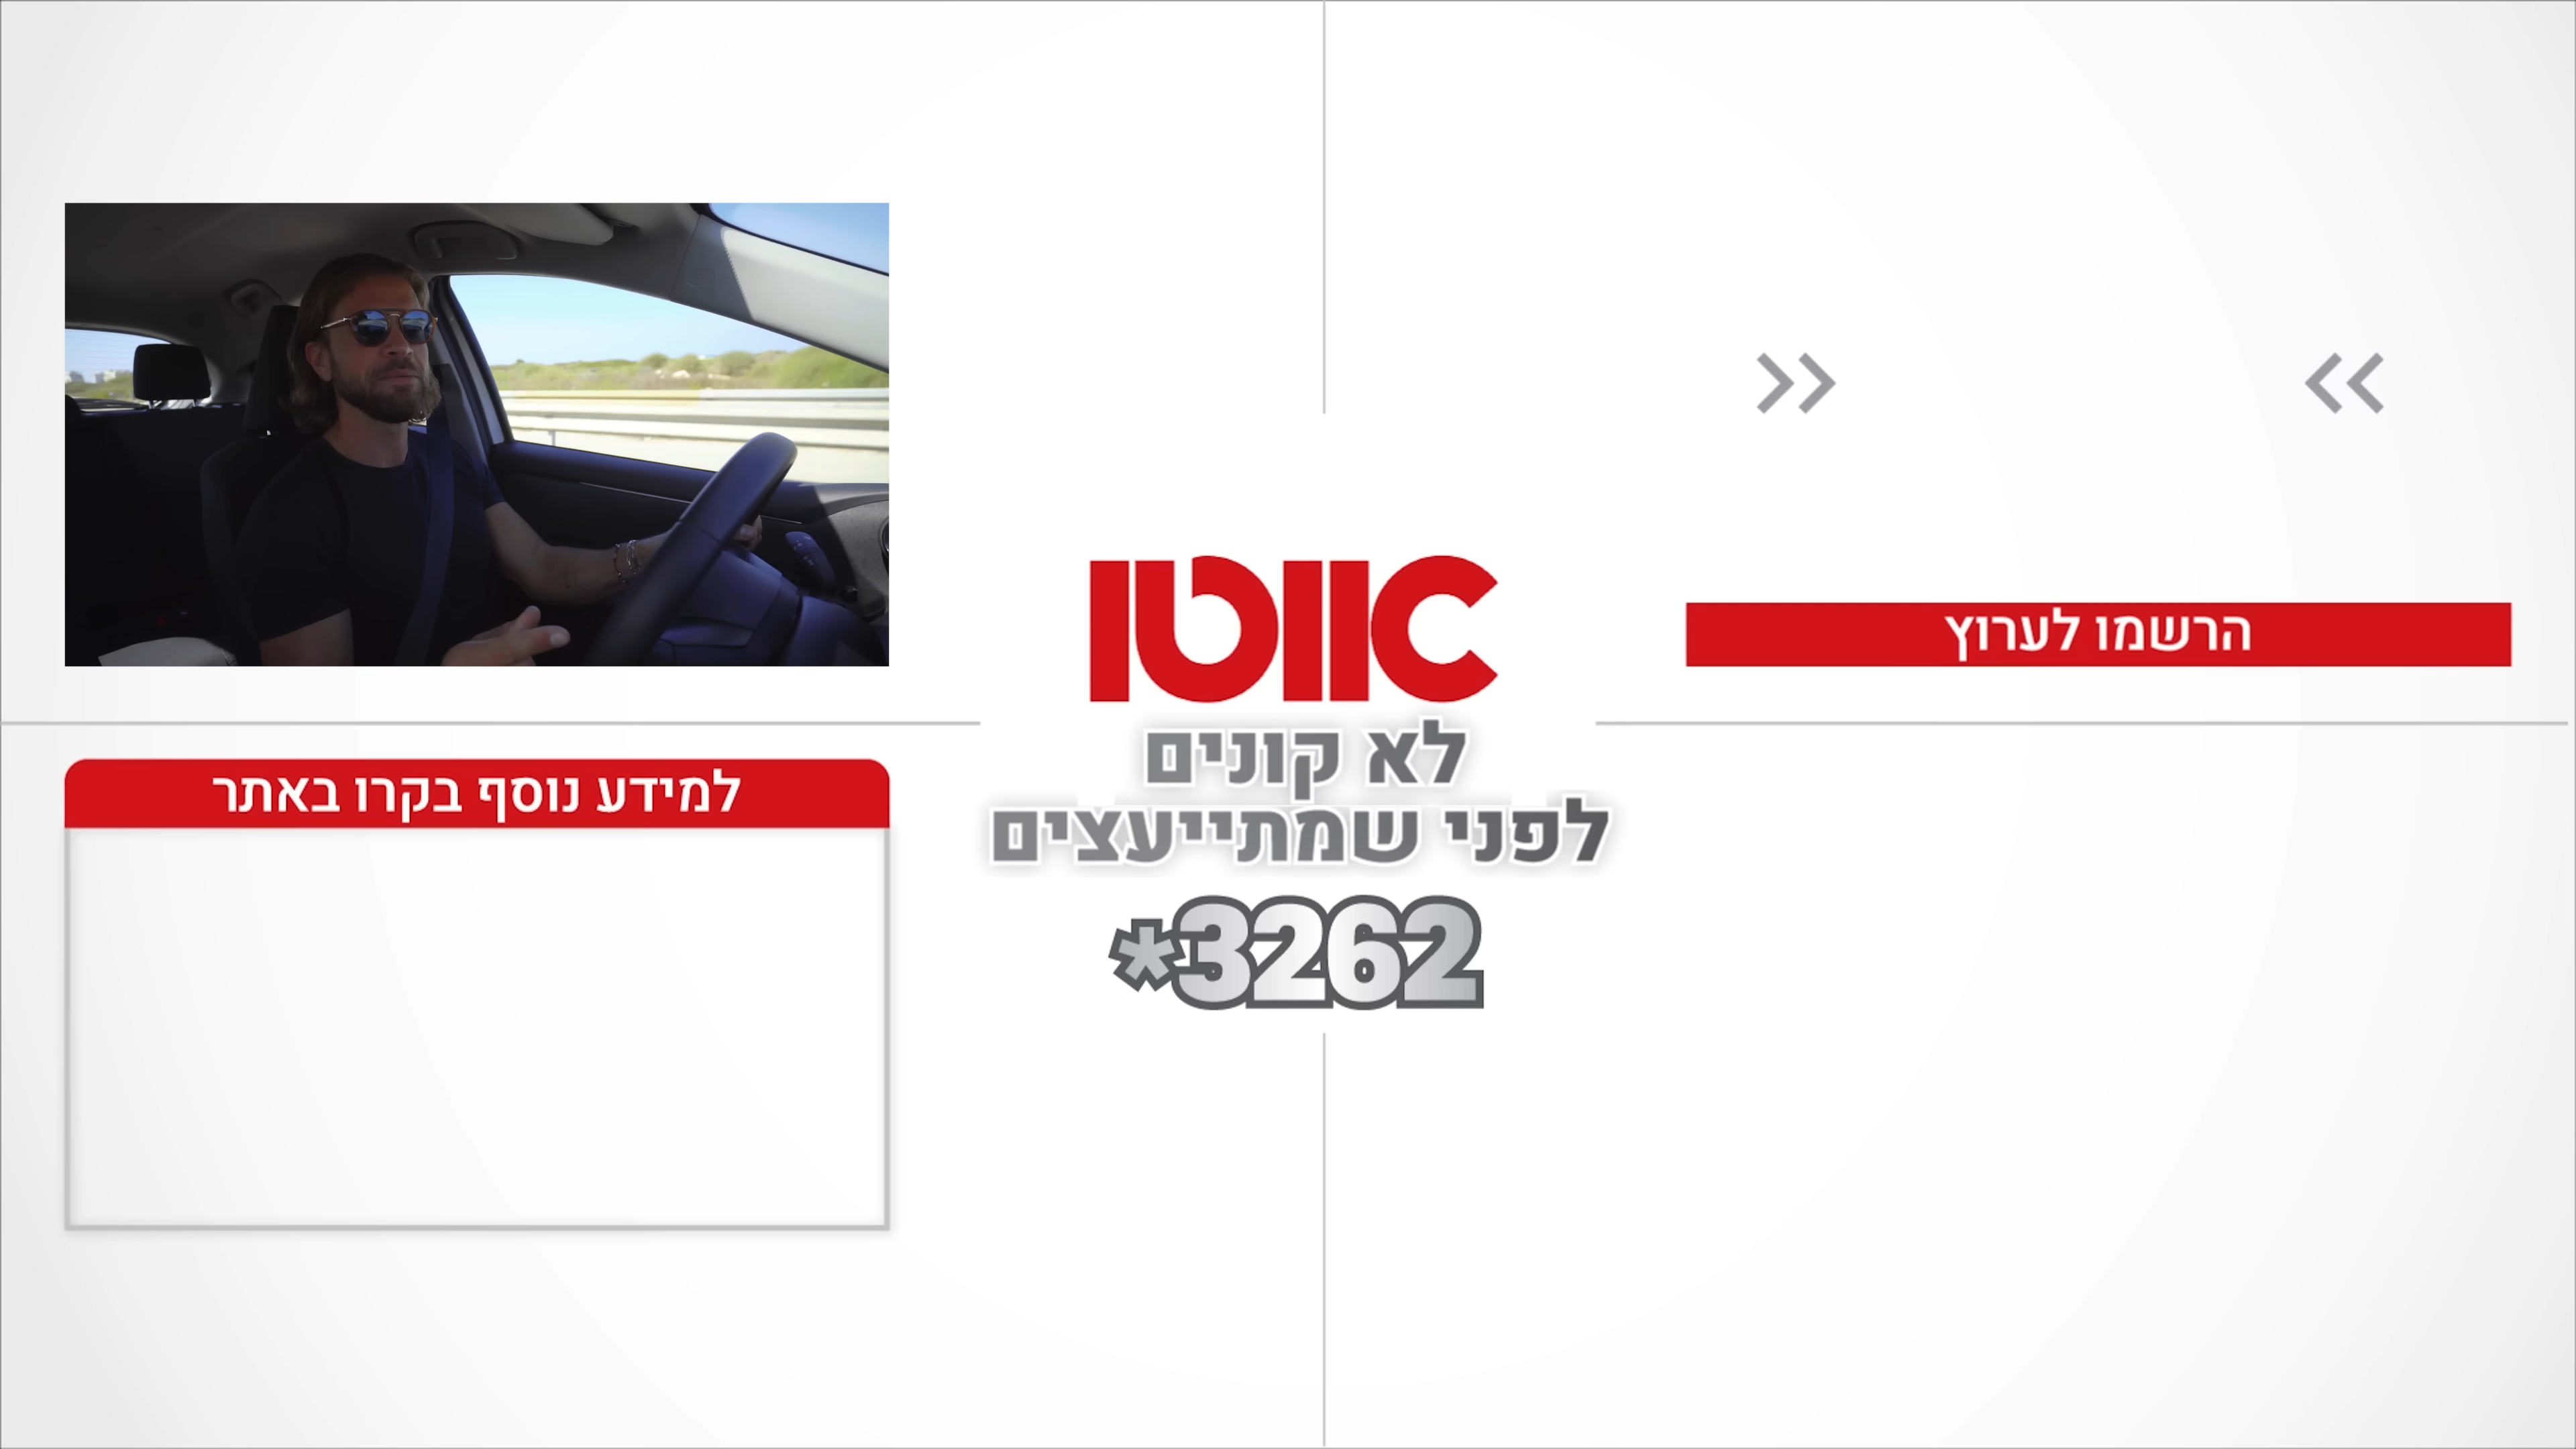 הרשמו לערוץ
אוטו
לא קונים
לפני שמתייעצים
*3262
למידע נוסף בקרו באתר